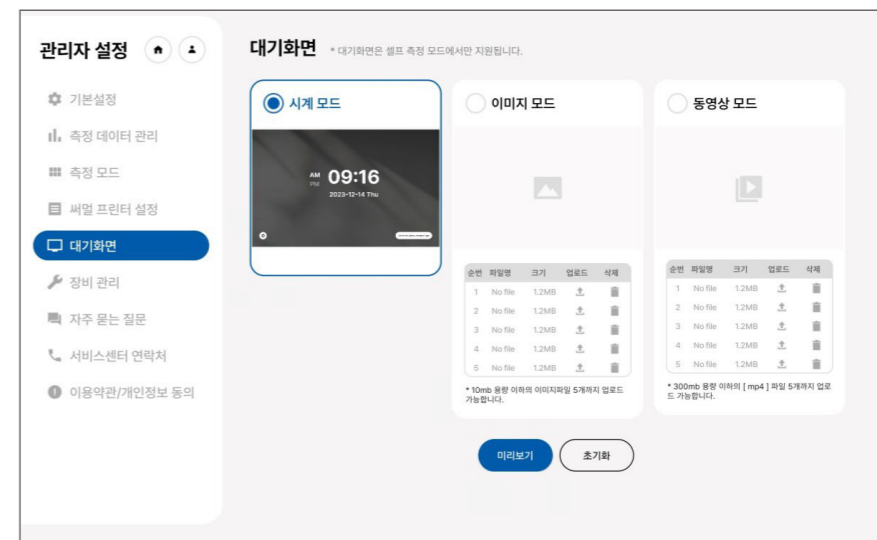 관리자 설정
기본설정
측정 데이터 관리
측정 모드
써멀 프린터 설정
대기화면
장비 관리
자주 묻는 질문
서비스센터 연락처
이용약관/개인정보 동의
대기화면 * 대기화면은 셀프 측정 모드에서만 지원됩니다.
시계 모드
AM
PM
09:16
2023-12-14 Thu
이미지 모드
순번 파일명 크기 업로드 삭제
1 No file 1.2MB
2 No file 1.2MB
3 No file 1.2MB
4 No file 1.2MB
5 No file 1.2MB
* 10mb 용량 이하의 이미지파일 5개까지 업로드
가능합니다.
동영상 모드
순번 파일명 크기 업로드 삭제
1 No file 1.2MB
2 No file 1.2MB
3 No file 1.2MB
4 No file 1.2MB
5 No file 1.2MB
* 300mb 용량 이하의 [ mp4 ] 파일 5개까지 업로
드 가능합니다.
미리보기
초기화